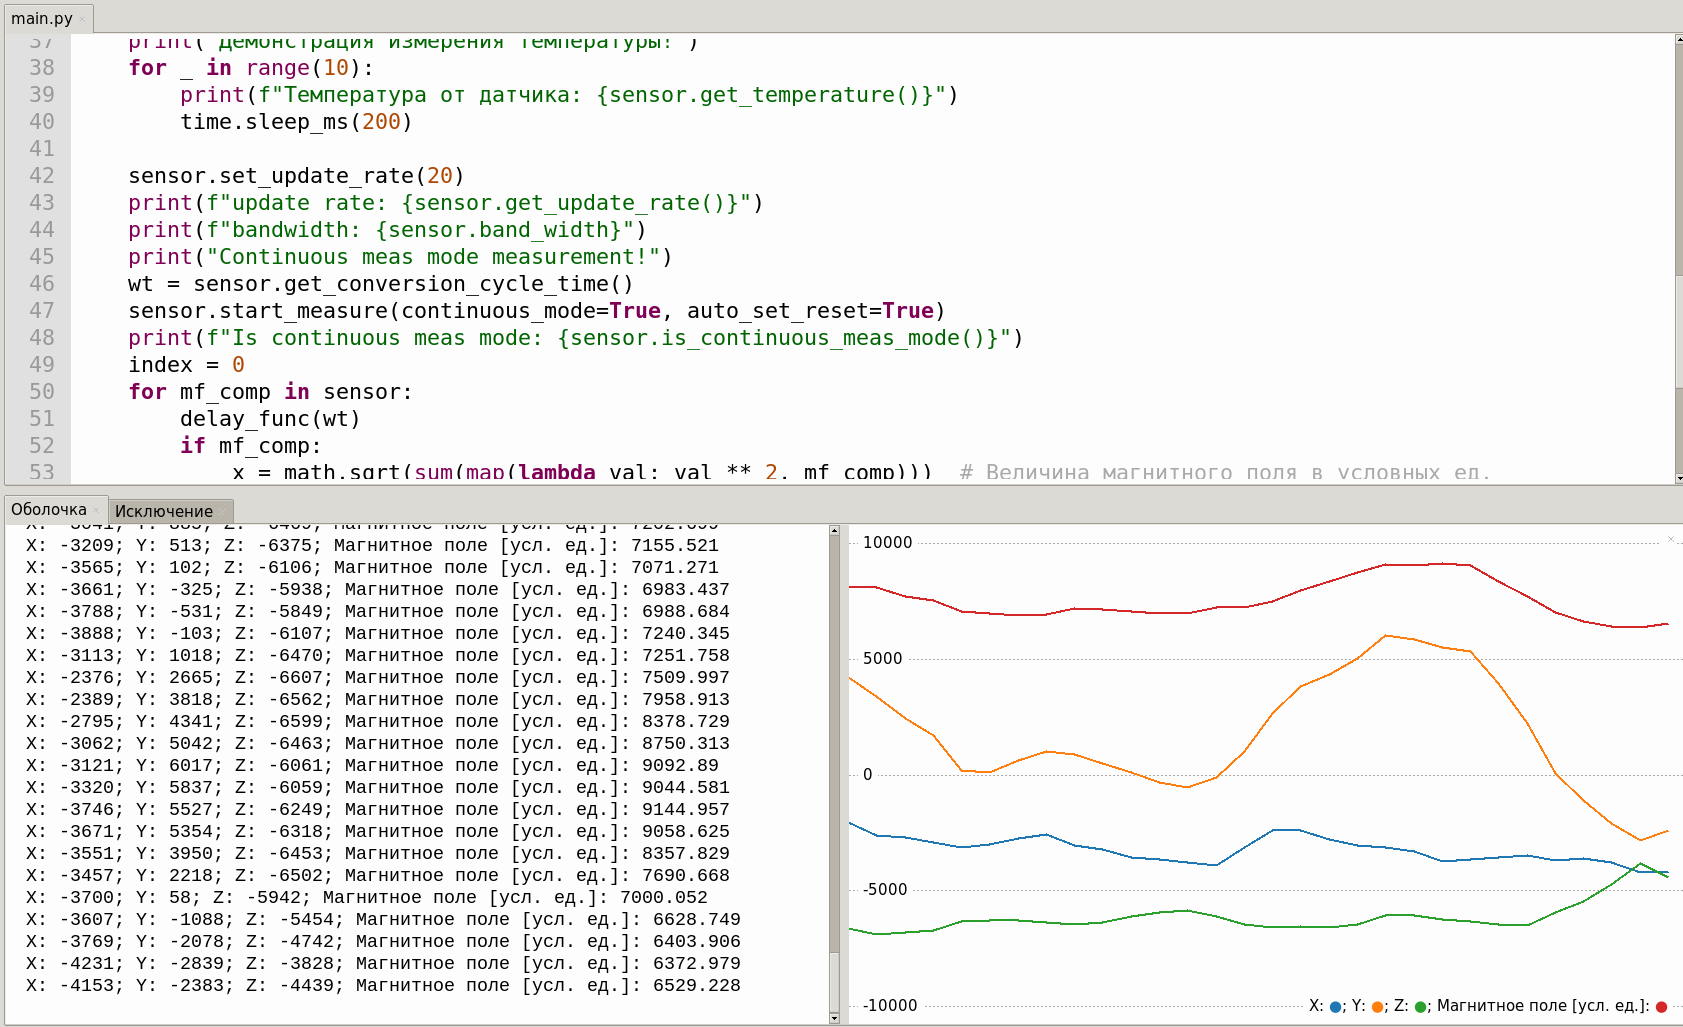 main.py
37 print("Демонстрация измерения температуры!")
38 for _ in range(10):
39 print(f"Температура от датчика: {sensor.get_temperature()}")
40 time.sleep_ms(200)
41
42 sensor.set_update_rate(20)
43 print(f"update rate: {sensor.get_update_rate()}")
44 print(f"bandwidth: {sensor.band_width}")
45 print("Continuous meas mode measurement!")
46 wt = sensor.get_conversion_cycle_time()
47 sensor.start_measure(continuous_mode=True, auto_set_reset=True)
48 print(f"Is continuous meas mode: {sensor.is_continuous_meas_mode()}")
49 index = 0
50 for mf_comp in sensor:
51 delay_func(wt)
52 if mf_comp:
53 x = math.sqrt(sum(map(lambda val: val ** 2, mf_comp))) # Величина магнитного поля в условных ед.
Оболочка Исключение
X: -3041; Y: 885; Z: -6469; Магнитное поле [усл. ед.]: 7202.699
X: -3209; Y: 513; Z: -6375; Магнитное поле [усл. ед.]: 7155.521
X: -3565; Y: 102; Z: -6106; Магнитное поле [усл. ед.]: 7071.271
X: -3661; Y: -325; Z: -5938; Магнитное поле [усл. ед.]: 6983.437
X: -3788; Y: -531; Z: -5849; Магнитное поле [усл. ед.]: 6988.684
X: -3888; Y: -103; Z: -6107; Магнитное поле [усл. ед.]: 7240.345
X: -3113; Y: 1018; Z: -6470; Магнитное поле [усл. ед.]: 7251.758
X: -2376; Y: 2665; Z: -6607; Магнитное поле [усл. ед.]: 7509.997
X: -2389; Y: 3818; Z: -6562; Магнитное поле [усл. ед.]: 7958.913
X: -2795; Y: 4341; Z: -6599; Магнитное поле [усл. ед.]: 8378.729
X: -3062; Y: 5042; Z: -6463; Магнитное поле [усл. ед.]: 8750.313
X: -3121; Y: 6017; Z: -6061; Магнитное поле [усл. ед.]: 9092.89
X: -3320; Y: 5837; Z: -6059; Магнитное поле [усл. ед.]: 9044.581
X: -3746; Y: 5527; Z: -6249; Магнитное поле [усл. ед.]: 9144.957
X: -3671; Y: 5354; Z: -6318; Магнитное поле [усл. ед.]: 9058.625
X: -3551; Y: 3950; Z: -6453; Магнитное поле [усл. ед.]: 8357.829
X: -3457; Y: 2218; Z: -6502; Магнитное поле [усл. ед.]: 7690.668
X: -3700; Y: 58; Z: -5942; Магнитное поле [усл. ед.]: 7000.052
X: -3607; Y: -1088; Z: -5454; Магнитное поле [усл. ед.]: 6628.749
X: -3769; Y: -2078; Z: -4742; Магнитное поле [усл. ед.]: 6403.906
X: -4231; Y: -2839; Z: -3828; Магнитное поле [усл. ед.]: 6372.979
X: -4153; Y: -2383; Z: -4439; Магнитное поле [усл. ед.]: 6529.228
10000
5000
0
-5000
-10000
X: ; Y: ; Z: ; Магнитное поле [усл. ед.]: